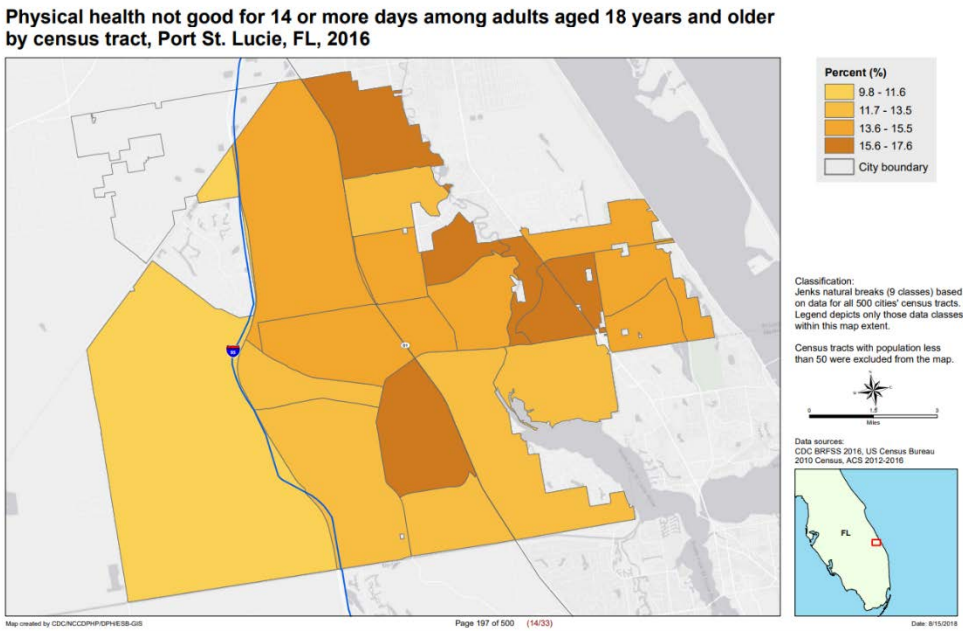 Physical health not good for 14 or more days among adults aged 18 years and older
by census tract, Port St. Lucie, FL, 2016
Percent (%)
9.8 - 11.6
11.7 - 13.5
13.6 - 15.5
15.6 - 17.6
City boundary
95
Classification:
Jenks natural breaks (9 classes) based
on data for all 500 cities' census tracts.
Legend depicts only those data classes
within this map extent.
Census tracts with population less
than 50 were excluded from the map.
N
0 1.5 3
Miles
Data sources:
CDC BRFSS 2016, US Census Bureau
2010 Census, ACS 2012-2016
FL
Map created by CDC/NCCDPHP/DPH/ESB-GIS
Page 197 of 500 (14/33)
Date: 8/15/2018